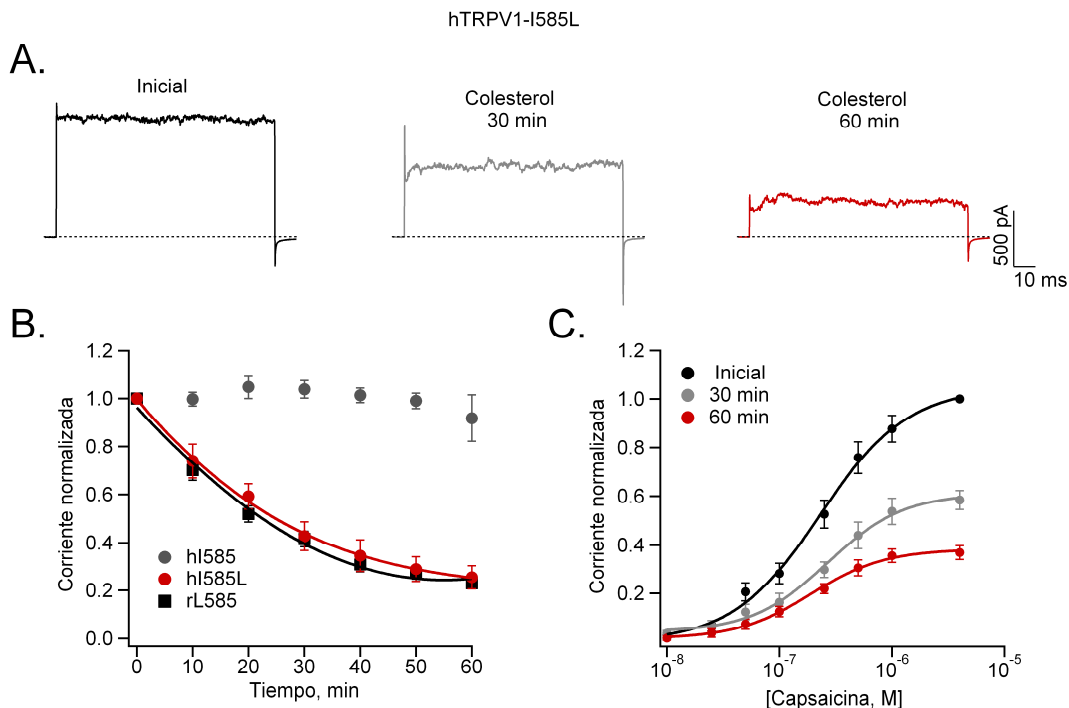 hTRPV1-I585L
A.
Inicial
Colesterol
30 min
Colesterol
60 min
500 pA
10 ms
B.
Corriente normalizada
1.2
1.0
0.8
0.6
0.4
0.2
0.0
hI585
hI585L
rL585
0 10 20 30 40 50 60
Tiempo, min
C.
Corriente normalizada
1.2
1.0
0.8
0.6
0.4
0.2
Inicial
30 min
60 min
10⁻⁸ 10⁻⁷ 10⁻⁶ 10⁻⁵
[Capsaicina, M]